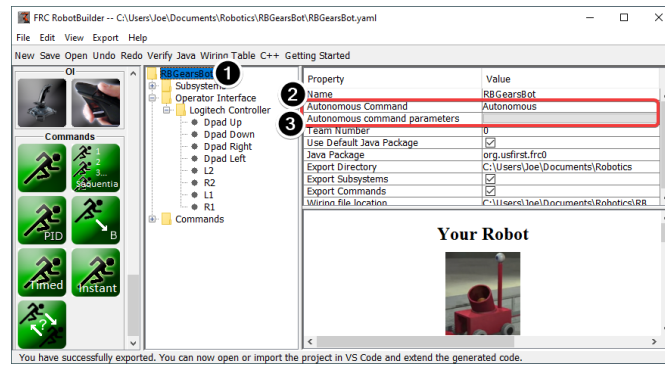 FRC RobotBuilder -- C:\Users\Joe\Documents\Robotics\RBGearsBot\RBGearsBot.yaml
File Edit View Export Help
New Save Open Undo Redo Verify Java Wiring Table C++ Getting Started
OI
Commands
1
2
3...
Sequentia
PID
B
Timed
Instant
?
RBGearsBot
1
Subsystems
Operator Interface
Logitech Controller
Dpad Up
Dpad Down
Dpad Right
Dpad Left
L2
R2
L1
R1
Commands
Property Value
2
Name RBGearsBot
Autonomous Command Autonomous
3
Autonomous command parameters
Team Number 0
Use Default Java Package
Java Package org.usfirst.frc0
Export Directory C:\Users\Joe\Documents\Robotics
Export Subsystems
Export Commands
Wiring file location C:\Users\Joe\Documents\Robotics\RB
Your Robot
You have successfully exported. You can now open or import the project in VS Code and extend the generated code.